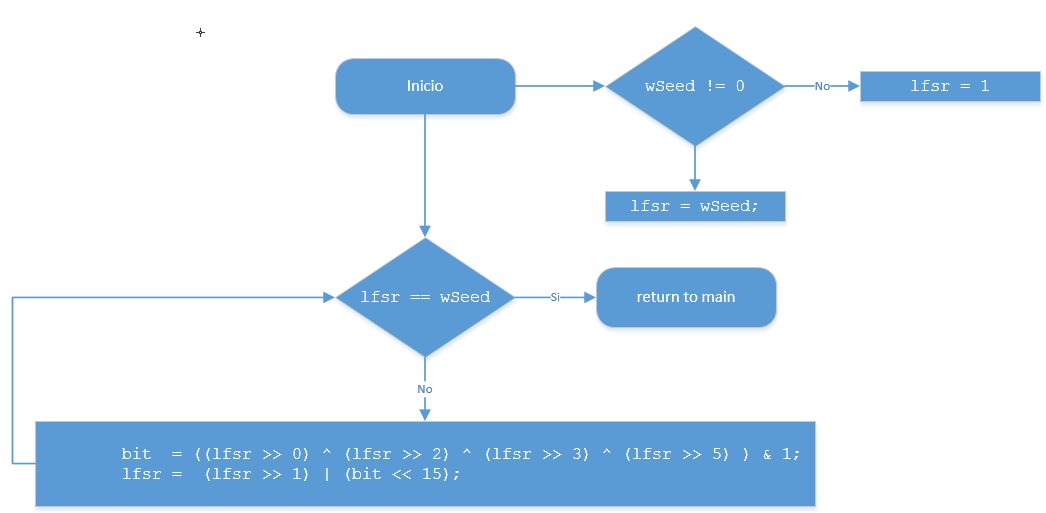 Inicio
wSeed != 0
No
lfsr = 1
lfsr = wSeed;
lfsr == wSeed
Si
return to main
No
bit  = ((lfsr >> 0) ^ (lfsr >> 2) ^ (lfsr >> 3) ^ (lfsr >> 5) ) & 1;
lfsr =  (lfsr >> 1) | (bit << 15);